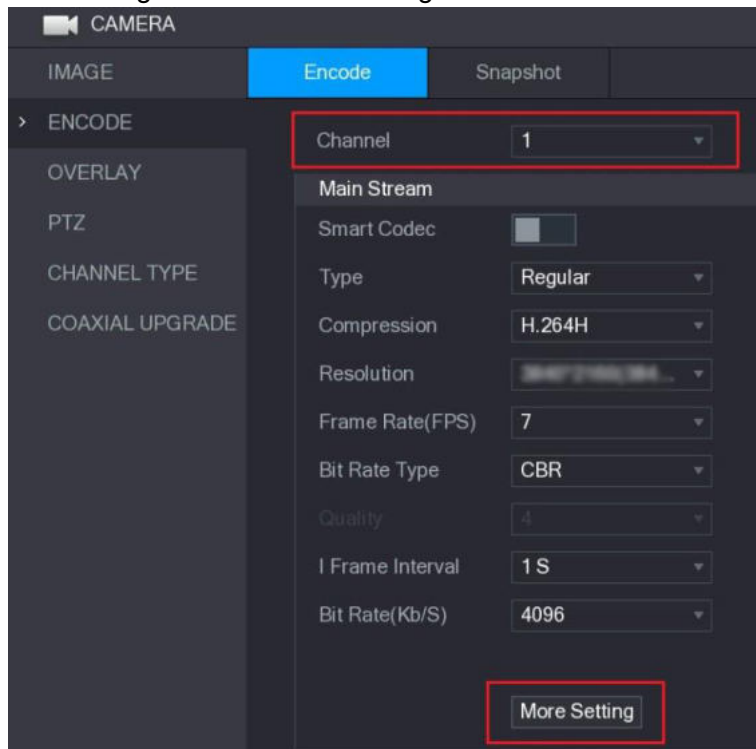 CAMERA
IMAGE
Encode Snapshot
> ENCODE
Channel 1
OVERLAY
Main Stream
PTZ
Smart Codec
CHANNEL TYPE
Type Regular
COAXIAL UPGRADE
Compression H.264H
Resolution
Frame Rate(FPS) 7
Bit Rate Type CBR
Quality 4
I Frame Interval 1 S
Bit Rate(Kb/S) 4096
More Setting